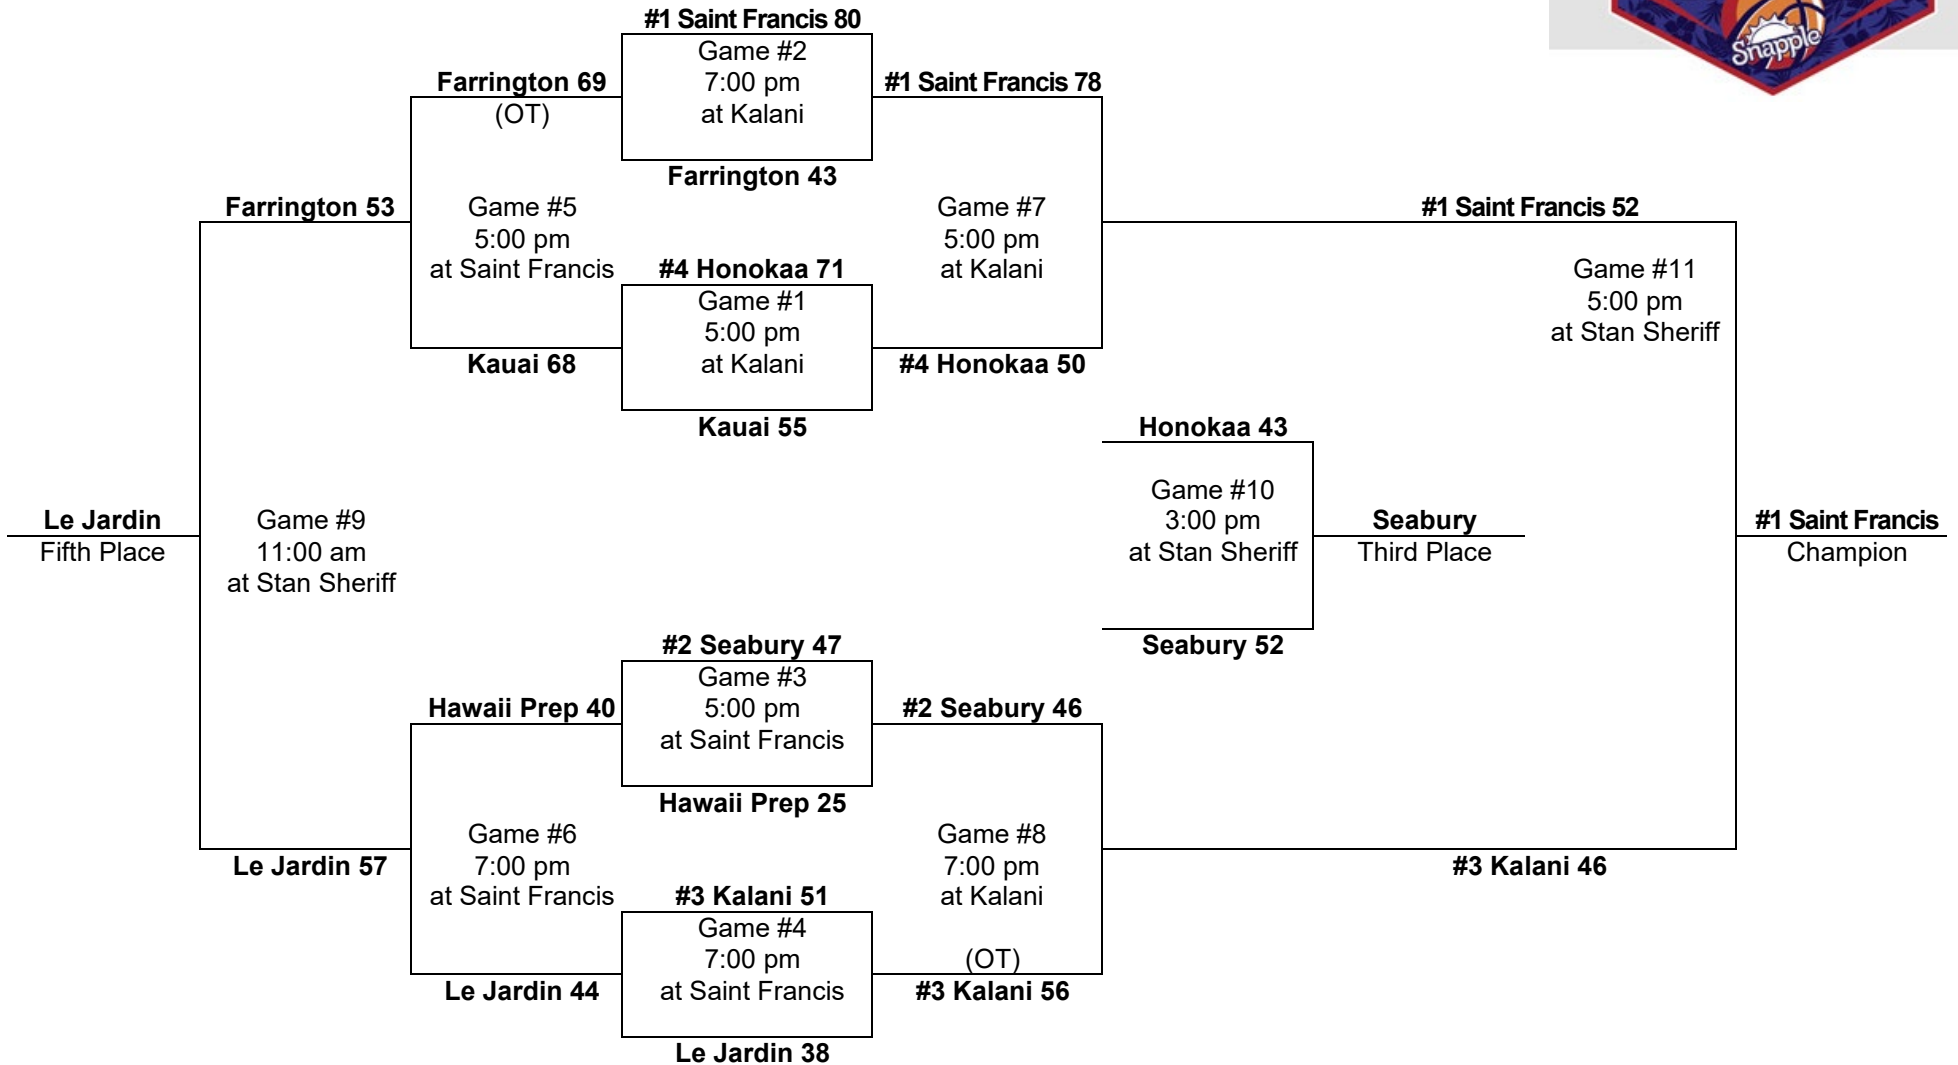 #1 Saint Francis 80
Game #2
7:00 pm
at Kalani
Farrington 43
Snapple
Farrington 69
(OT)
#1 Saint Francis 78
Farrington 53
Game #5
5:00 pm
at Saint Francis
#4 Honokaa 71
Game #1
5:00 pm
at Kalani
Kauai 55
Game #7
5:00 pm
at Kalani
#1 Saint Francis 52
Game #11
5:00 pm
at Stan Sheriff
Kauai 68
#4 Honokaa 50
Honokaa 43
Game #10
3:00 pm
at Stan Sheriff
Seabury 52
Le Jardin
Fifth Place
Game #9
11:00 am
at Stan Sheriff
Seabury
Third Place
#1 Saint Francis
Champion
#2 Seabury 47
Game #3
5:00 pm
at Saint Francis
Hawaii Prep 25
Hawaii Prep 40
#2 Seabury 46
Le Jardin 57
Game #6
7:00 pm
at Saint Francis
#3 Kalani 51
Game #4
7:00 pm
at Saint Francis
Le Jardin 38
Game #8
7:00 pm
at Kalani
(OT)
#3 Kalani 56
#3 Kalani 46
Le Jardin 44